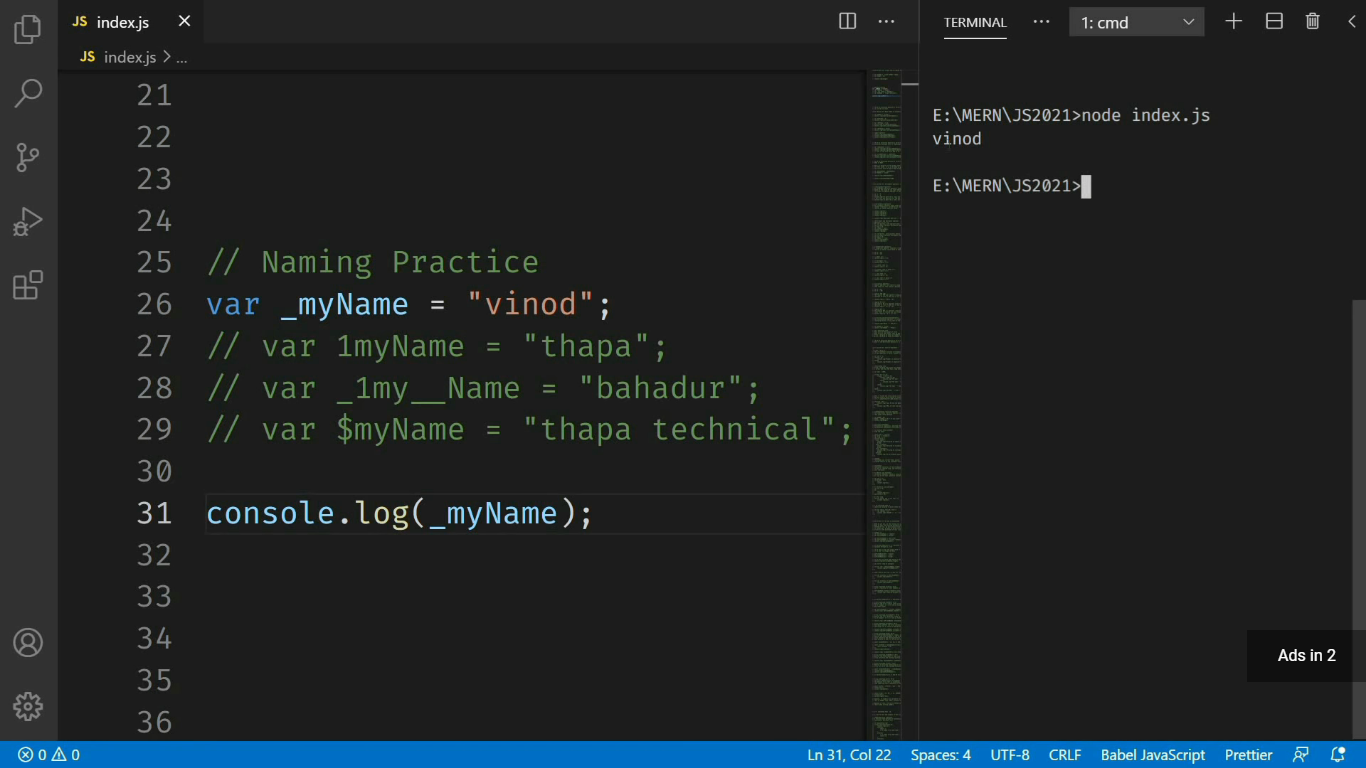 JS index.js
JS index.js > ...
21
22
23
24
25 // Naming Practice
26 var _myName = "vinod";
27 // var 1myName = "thapa";
28 // var _1my__Name = "bahadur";
29 // var $myName = "thapa technical";
30
31 console.log(_myName);
32
33
34
35
36
TERMINAL ... 1: cmd
E:\MERN\JS2021>node index.js
vinod
E:\MERN\JS2021>
Ads in 2
0 0 Ln 31, Col 22 Spaces: 4 UTF-8 CRLF Babel JavaScript Prettier